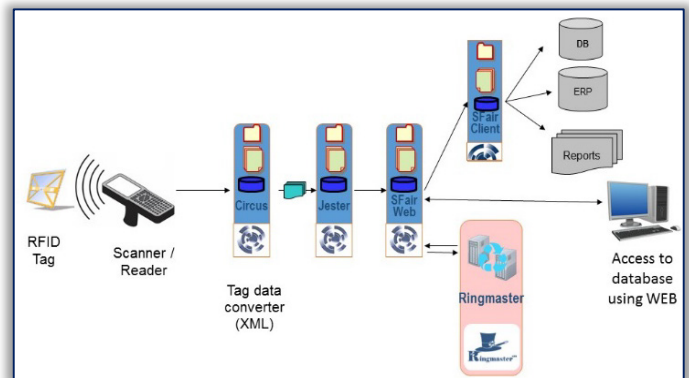 RFID
Tag
Scanner /
Reader
Circus
Tag data
converter
(XML)
Jester
SFair
Web
SFair
Client
DB
ERP
Reports
Ringmaster
Ringmaster™
Access to
database
using WEB